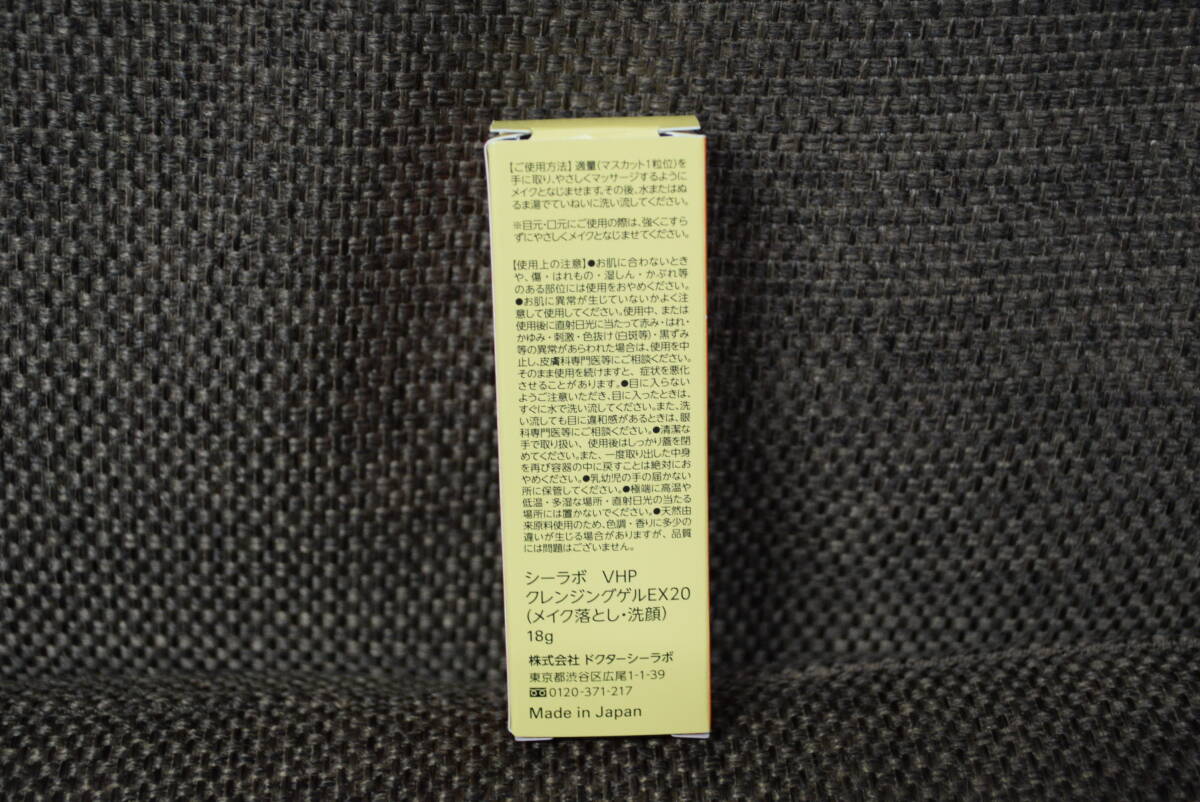 【ご使用方法】適量(マスカット1粒位)を
手に取り、やさしくマッサージするように
メイクとなじませます。その後、水またはぬ
るま湯でていねいに洗い流してください。
※目元・口元にご使用の際は、強くこすら
ずにやさしくメイクとなじませてください。
【使用上の注意】●お肌に合わないとき
や、傷・はれもの・湿しん・かぶれ等
のある部位には使用をおやめください。
●お肌に異常が生じていないかよく注
意して使用してください。使用中、または
使用後に直射日光に当たって赤み・はれ・
かゆみ・刺激・色抜け(白斑等)・黒ずみ
等の異常があらわれた場合は、使用を中
止し、皮膚科専門医等にご相談ください。
そのまま使用を続けますと、症状を悪化
させることがあります。●目に入らない
ようご注意いただき、目に入ったときは、
すぐに水で洗い流してください。また、洗
い流しても目に違和感があるときは、眼
科専門医等にご相談ください。●清潔な
手で取り扱い、使用後はしっかり蓋を閉
めてください。また、一度取り出した中身
を再び容器の中に戻すことは絶対にお
やめください。●乳幼児の手の届かない
所に保管してください。●極端に高温や
低温・多湿な場所・直射日光の当たる
場所には置かないでください。●天然由
来原料使用のため、色調・香りに多少の
違いが生じる場合がありますが、品質
には問題はございません。
シーラボ VHP
クレンジングゲルEX20
(メイク落とし・洗顔)
18g
株式会社 ドクターシーラボ
東京都渋谷区広尾1-1-39
0120-371-217
Made in Japan